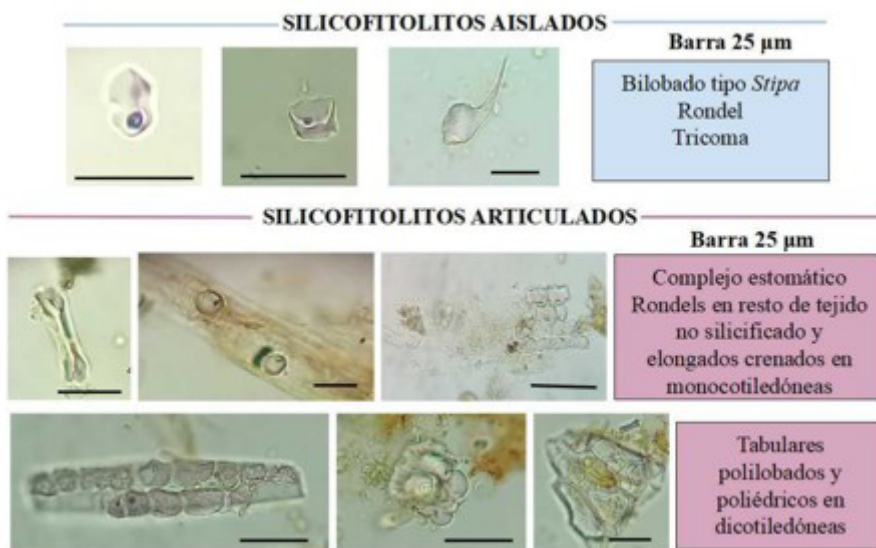 SILICOFITOLITOS AISLADOS
Barra 25 µm
Bilobado tipo Stipa
Rondel
Tricoma
SILICOFITOLITOS ARTICULADOS
Barra 25 µm
Complejo estomático
Rondels en resto de tejido
no silicificado y
elongados crenados en
monocotiledóneas
Tabulares
polilobados y
poliédricos en
dicotiledóneas